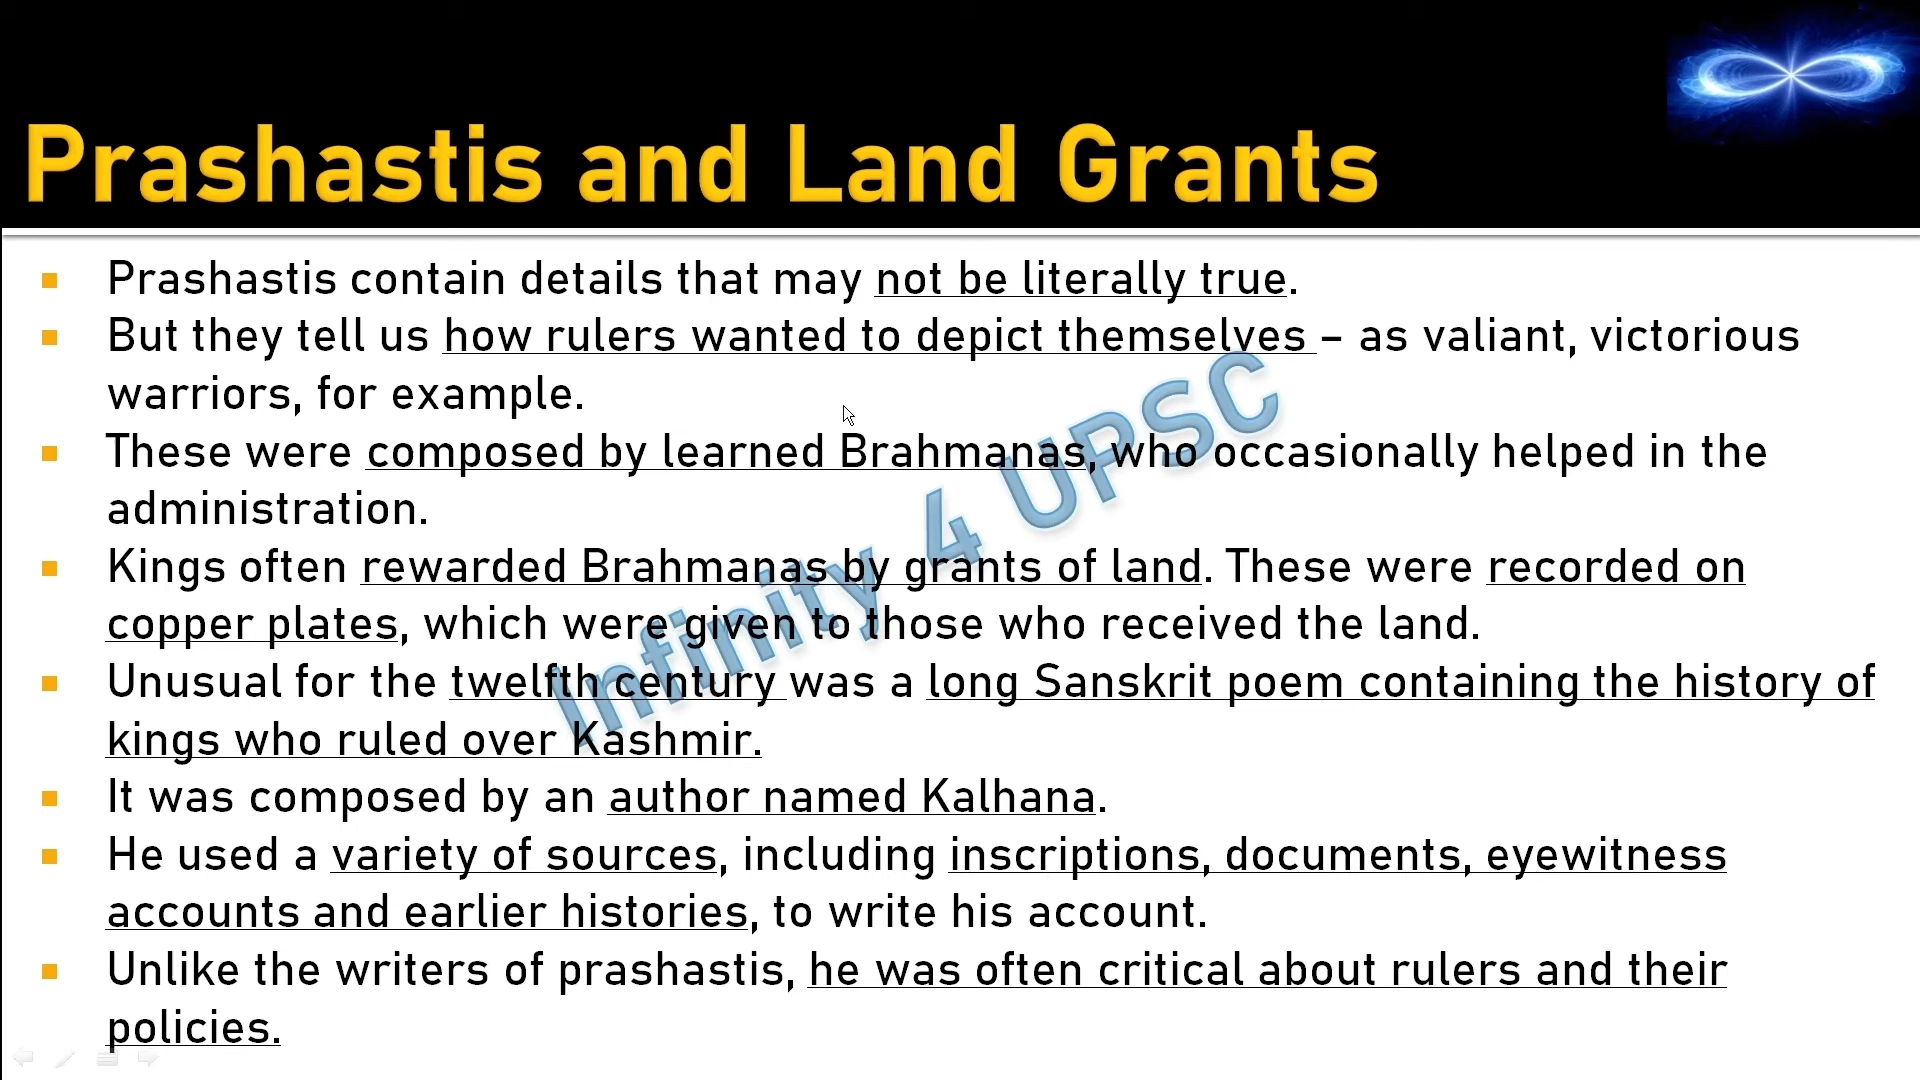 Prashastis and Land Grants
Prashastis contain details that may not be literally true.
But they tell us how rulers wanted to depict themselves – as valiant, victorious
warriors, for example.
These were composed by learned Brahmanas, who occasionally helped in the
administration.
Kings often rewarded Brahmanas by grants of land. These were recorded on
copper plates, which were given to those who received the land.
Unusual for the twelfth century was a long Sanskrit poem containing the history of
kings who ruled over Kashmir.
It was composed by an author named Kalhana.
He used a variety of sources, including inscriptions, documents, eyewitness
accounts and earlier histories, to write his account.
Unlike the writers of prashastis, he was often critical about rulers and their
policies.
Infinity 4 UPSC